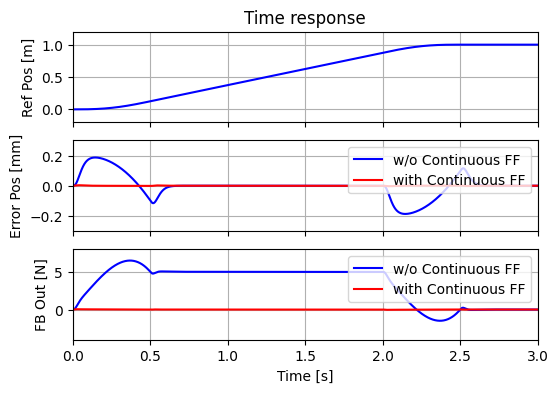 Time response
Ref Pos [m]
1.0
0.5
0.0
Error Pos [mm]
0.2
0.0
−0.2
w/o Continuous FF
with Continuous FF
FB Out [N]
5
0
w/o Continuous FF
with Continuous FF
0.0 0.5 1.0 1.5 2.0 2.5 3.0
Time [s]